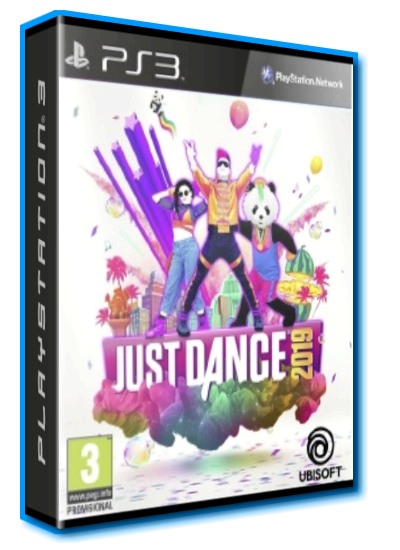 PS3
PlayStation.Network
PLAYSTATION®3
JUST DANCE
2019
3
www.pegi.info
PROVISIONAL
UBISOFT